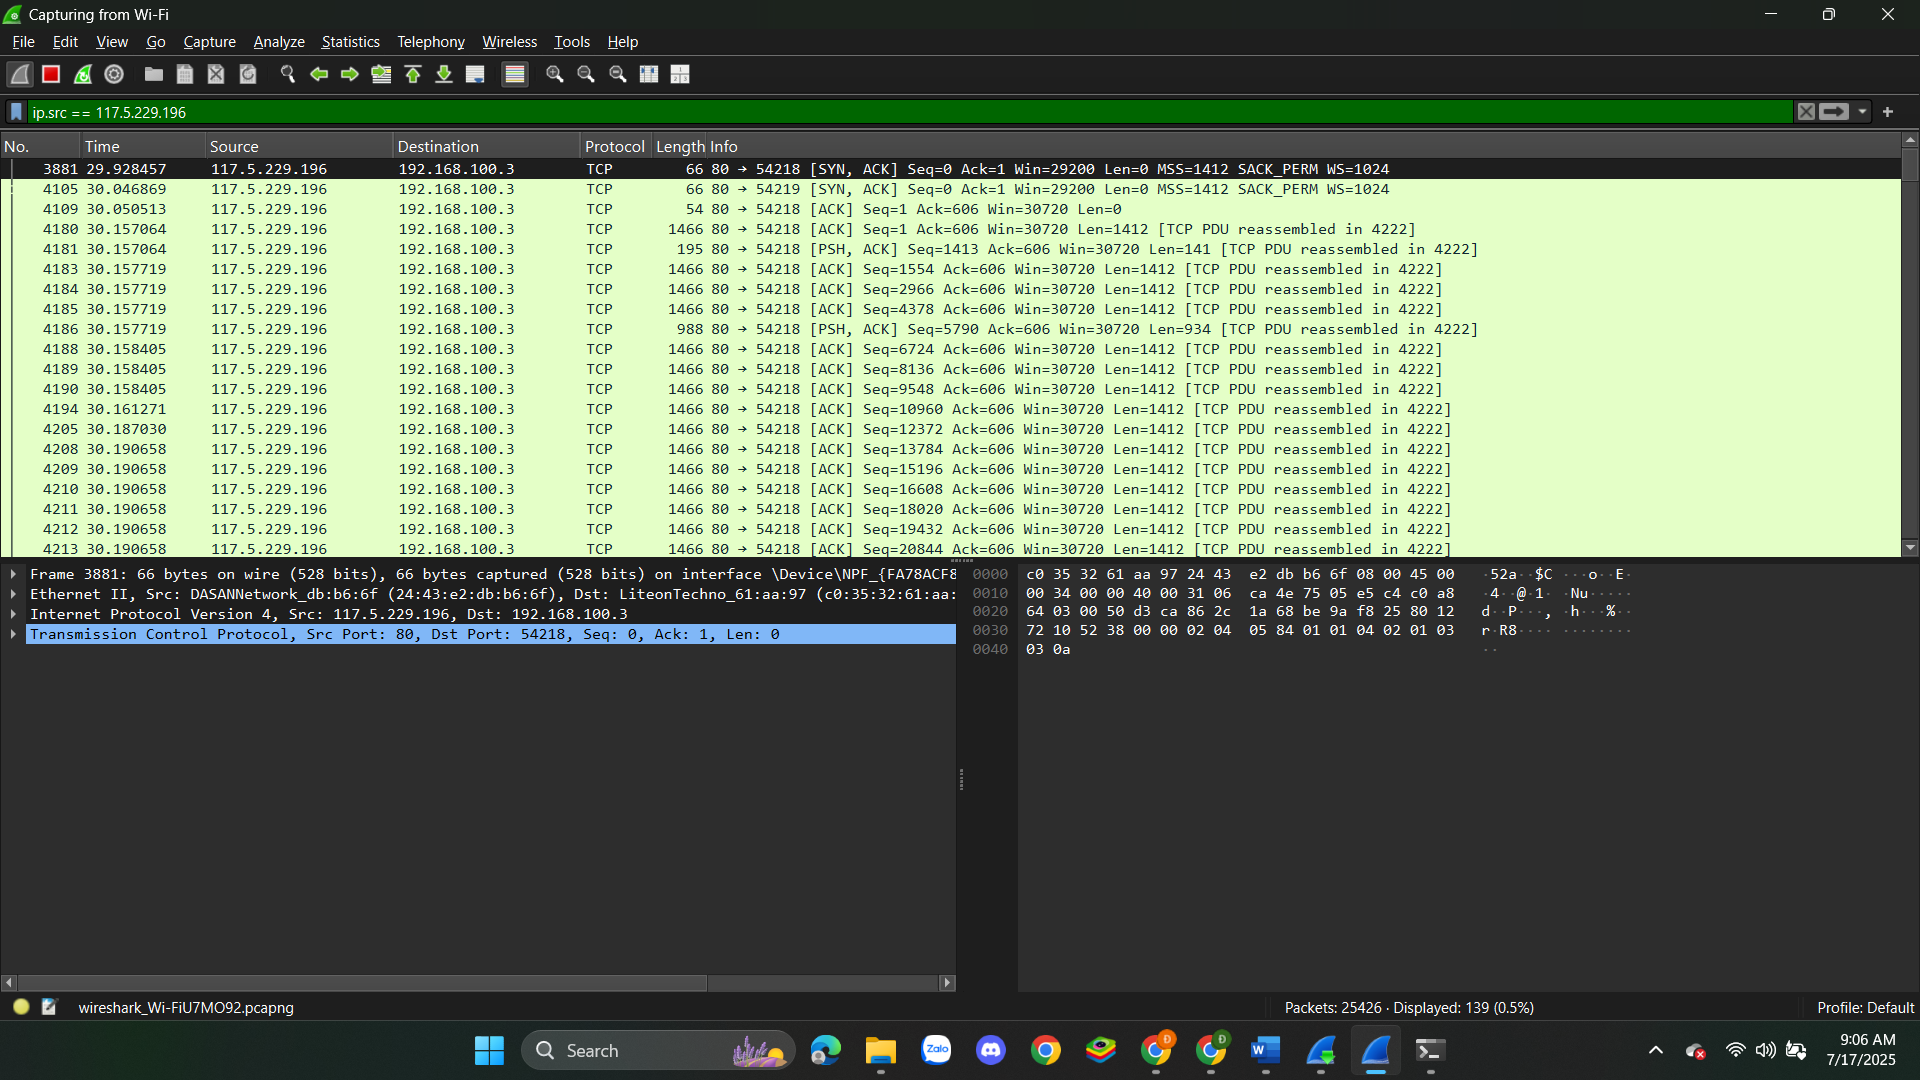 Capturing from Wi-Fi
File Edit View Go Capture Analyze Statistics Telephony Wireless Tools Help
ip.src == 117.5.229.196
No. Time Source Destination Protocol Length Info
3881 29.928457 117.5.229.196 192.168.100.3 TCP 66 80 → 54218 [SYN, ACK] Seq=0 Ack=1 Win=29200 Len=0 MSS=1412 SACK_PERM WS=1024
4105 30.046869 117.5.229.196 192.168.100.3 TCP 66 80 → 54219 [SYN, ACK] Seq=0 Ack=1 Win=29200 Len=0 MSS=1412 SACK_PERM WS=1024
4109 30.050513 117.5.229.196 192.168.100.3 TCP 54 80 → 54218 [ACK] Seq=1 Ack=606 Win=30720 Len=0
4180 30.157064 117.5.229.196 192.168.100.3 TCP 1466 80 → 54218 [ACK] Seq=1 Ack=606 Win=30720 Len=1412 [TCP PDU reassembled in 4222]
4181 30.157064 117.5.229.196 192.168.100.3 TCP 195 80 → 54218 [PSH, ACK] Seq=1413 Ack=606 Win=30720 Len=141 [TCP PDU reassembled in 4222]
4183 30.157719 117.5.229.196 192.168.100.3 TCP 1466 80 → 54218 [ACK] Seq=1554 Ack=606 Win=30720 Len=1412 [TCP PDU reassembled in 4222]
4184 30.157719 117.5.229.196 192.168.100.3 TCP 1466 80 → 54218 [ACK] Seq=2966 Ack=606 Win=30720 Len=1412 [TCP PDU reassembled in 4222]
4185 30.157719 117.5.229.196 192.168.100.3 TCP 1466 80 → 54218 [ACK] Seq=4378 Ack=606 Win=30720 Len=1412 [TCP PDU reassembled in 4222]
4186 30.157719 117.5.229.196 192.168.100.3 TCP 988 80 → 54218 [PSH, ACK] Seq=5790 Ack=606 Win=30720 Len=934 [TCP PDU reassembled in 4222]
4188 30.158405 117.5.229.196 192.168.100.3 TCP 1466 80 → 54218 [ACK] Seq=6724 Ack=606 Win=30720 Len=1412 [TCP PDU reassembled in 4222]
4189 30.158405 117.5.229.196 192.168.100.3 TCP 1466 80 → 54218 [ACK] Seq=8136 Ack=606 Win=30720 Len=1412 [TCP PDU reassembled in 4222]
4190 30.158405 117.5.229.196 192.168.100.3 TCP 1466 80 → 54218 [ACK] Seq=9548 Ack=606 Win=30720 Len=1412 [TCP PDU reassembled in 4222]
4194 30.161271 117.5.229.196 192.168.100.3 TCP 1466 80 → 54218 [ACK] Seq=10960 Ack=606 Win=30720 Len=1412 [TCP PDU reassembled in 4222]
4205 30.187030 117.5.229.196 192.168.100.3 TCP 1466 80 → 54218 [ACK] Seq=12372 Ack=606 Win=30720 Len=1412 [TCP PDU reassembled in 4222]
4208 30.190658 117.5.229.196 192.168.100.3 TCP 1466 80 → 54218 [ACK] Seq=13784 Ack=606 Win=30720 Len=1412 [TCP PDU reassembled in 4222]
4209 30.190658 117.5.229.196 192.168.100.3 TCP 1466 80 → 54218 [ACK] Seq=15196 Ack=606 Win=30720 Len=1412 [TCP PDU reassembled in 4222]
4210 30.190658 117.5.229.196 192.168.100.3 TCP 1466 80 → 54218 [ACK] Seq=16608 Ack=606 Win=30720 Len=1412 [TCP PDU reassembled in 4222]
4211 30.190658 117.5.229.196 192.168.100.3 TCP 1466 80 → 54218 [ACK] Seq=18020 Ack=606 Win=30720 Len=1412 [TCP PDU reassembled in 4222]
4212 30.190658 117.5.229.196 192.168.100.3 TCP 1466 80 → 54218 [ACK] Seq=19432 Ack=606 Win=30720 Len=1412 [TCP PDU reassembled in 4222]
4213 30.190658 117.5.229.196 192.168.100.3 TCP 1466 80 → 54218 [ACK] Seq=20844 Ack=606 Win=30720 Len=1412 [TCP PDU reassembled in 4222]
Frame 3881: 66 bytes on wire (528 bits), 66 bytes captured (528 bits) on interface \Device\NPF_{FA78ACF8
Ethernet II, Src: DASANNetwork_db:b6:6f (24:43:e2:db:b6:6f), Dst: LiteonTechno_61:aa:97 (c0:35:32:61:aa:
Internet Protocol Version 4, Src: 117.5.229.196, Dst: 192.168.100.3
Transmission Control Protocol, Src Port: 80, Dst Port: 54218, Seq: 0, Ack: 1, Len: 0
0000 c0 35 32 61 aa 97 24 43 e2 db b6 6f 08 00 45 00 ·52a··$C ···o··E·
0010 00 34 00 00 40 00 31 06 ca 4e 75 05 e5 c4 c0 a8 ·4··@·1· ·Nu·····
0020 64 03 00 50 d3 ca 86 2c 1a 68 be 9a f8 25 80 12 d··P···, ·h···%··
0030 72 10 52 38 00 00 02 04 05 84 01 01 04 02 01 03 r·R8···· ········
0040 03 0a ··
wireshark_Wi-FiU7MO92.pcapng
Packets: 25426 · Displayed: 139 (0.5%)
Profile: Default
Search
Zalo
Đ
Đ
W
9:06 AM
7/17/2025